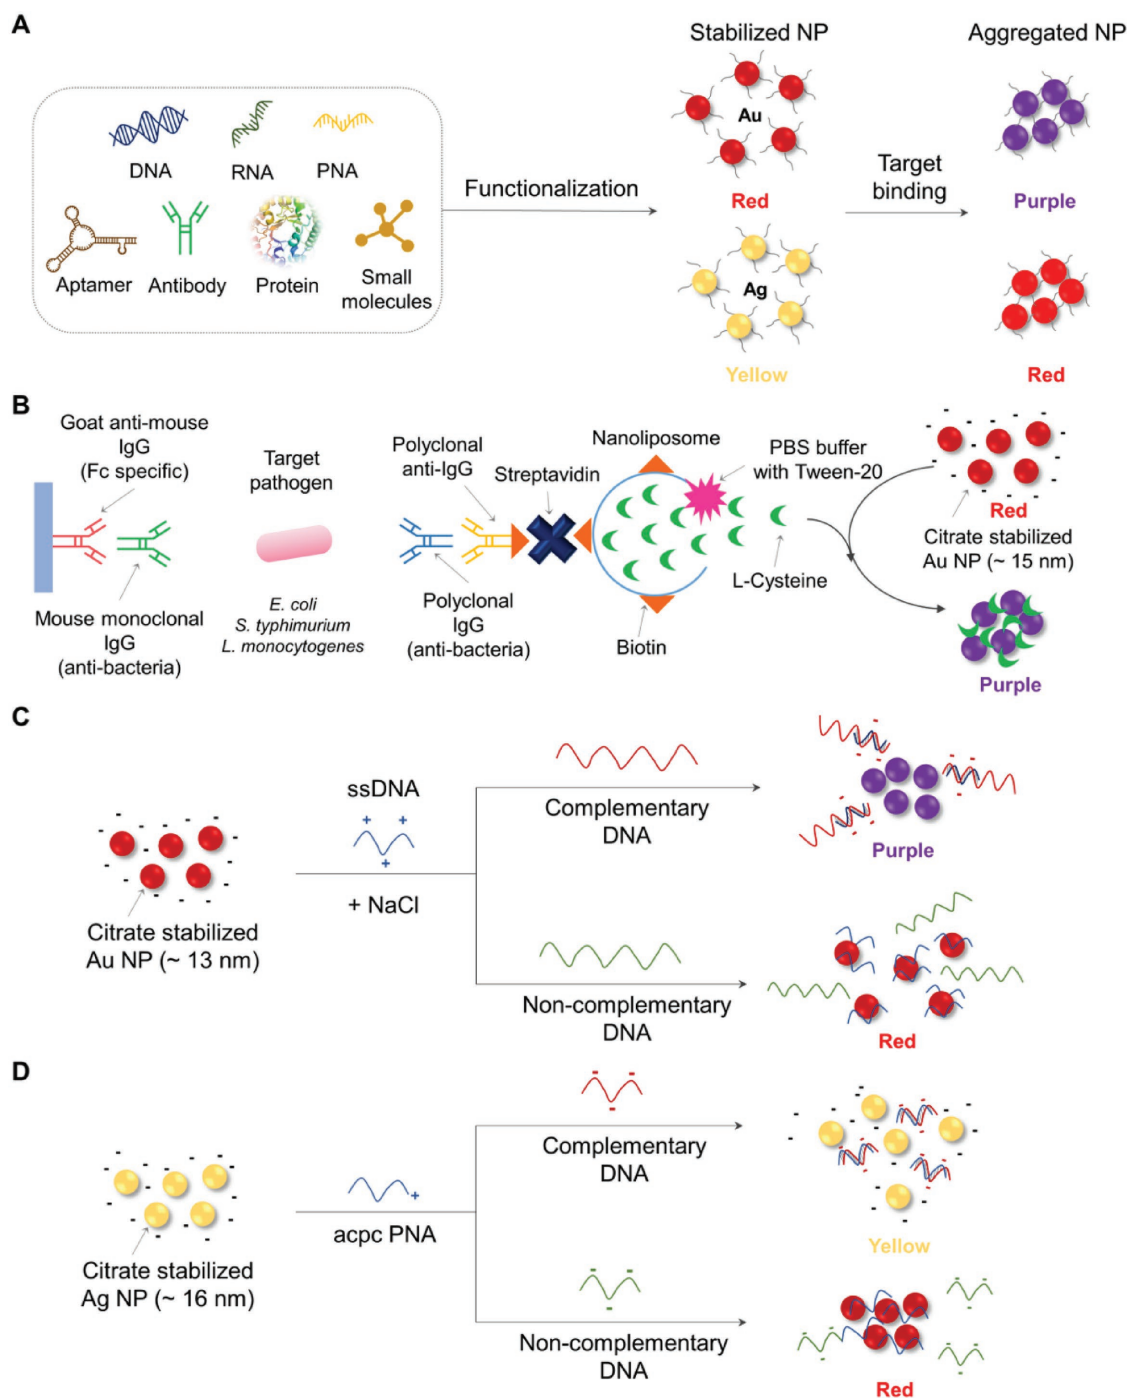 A
Stabilized NP
Aggregated NP
DNA
RNA
PNA
Aptamer
Antibody
Protein
Small
molecules
Functionalization
Au
Red
Ag
Yellow
Target
binding
Purple
Red
B
Goat anti-mouse
IgG
(Fc specific)
Mouse monoclonal
IgG
(anti-bacteria)
Target
pathogen
E. coli
S. typhimurium
L. monocytogenes
Polyclonal
anti-IgG
Streptavidin
Polyclonal
IgG
(anti-bacteria)
Nanoliposome
Biotin
PBS buffer
with Tween-20
L-Cysteine
Red
Citrate stabilized
Au NP (~ 15 nm)
Purple
C
Citrate stabilized
Au NP (~ 13 nm)
ssDNA
+ + +
+ NaCl
Complementary
DNA
Purple
Non-complementary
DNA
Red
D
Citrate stabilized
Ag NP (~ 16 nm)
+
acpc PNA
Complementary
DNA
Yellow
Non-complementary
DNA
Red